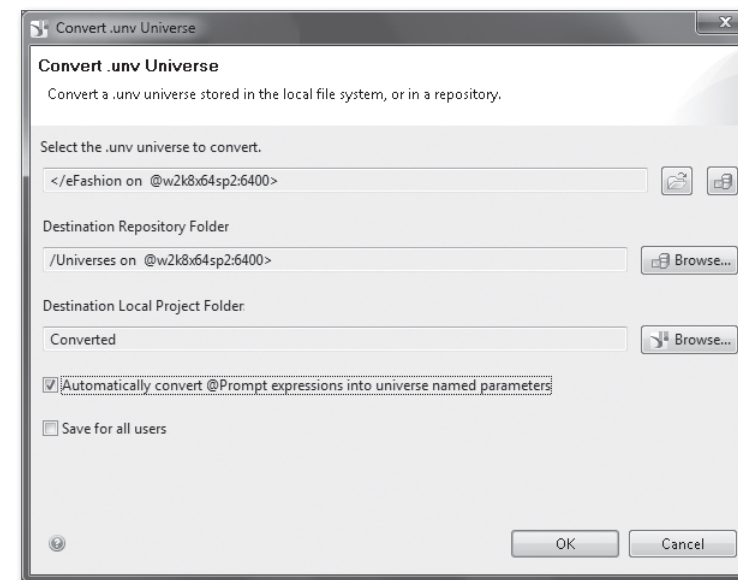 Convert .unv Universe
Convert .unv Universe
Convert a .unv universe stored in the local file system, or in a repository.
Select the .unv universe to convert.
</eFashion on @w2k8x64sp2:6400>
Destination Repository Folder
/Universes on @w2k8x64sp2:6400>
Browse...
Destination Local Project Folder
Converted
Browse...
Automatically convert @Prompt expressions into universe named parameters
Save for all users
OK
Cancel